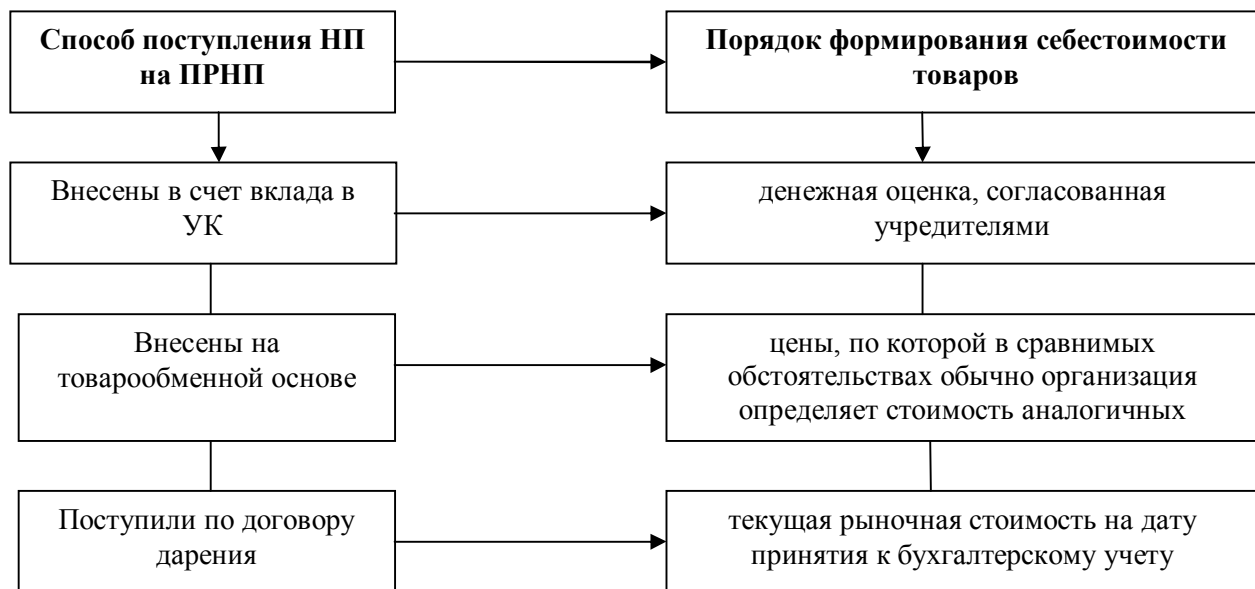 Способ поступления НП
на ПРНП
Порядок формирования себестоимости
товаров
Внесены в счет вклада в
УК
денежная оценка, согласованная
учредителями
Внесены на
товарообменной основе
цены, по которой в сравнимых
обстоятельствах обычно организация
определяет стоимость аналогичных
Поступили по договору
дарения
текущая рыночная стоимость на дату
принятия к бухгалтерскому учету